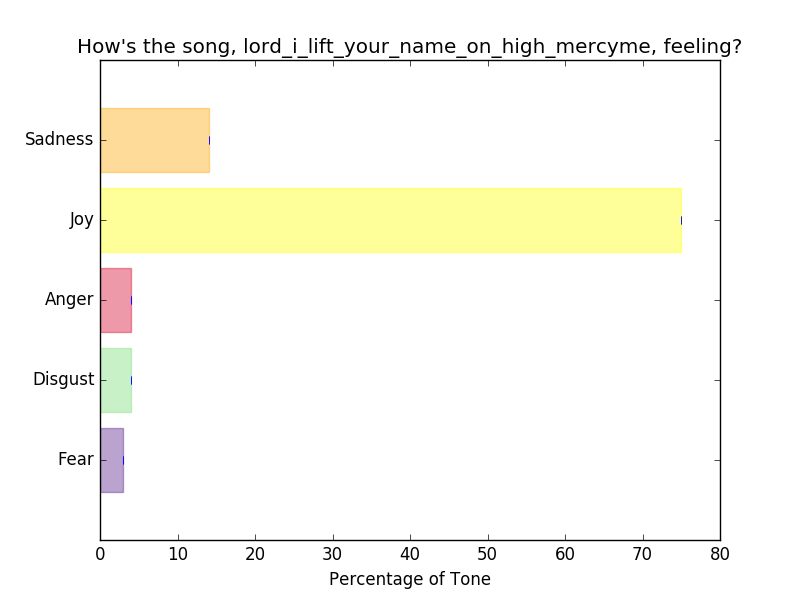 How's the song, lord_i_lift_your_name_on_high_mercyme, feeling?
Sadness
Joy
Anger
Disgust
Fear
0 10 20 30 40 50 60 70 80
Percentage of Tone